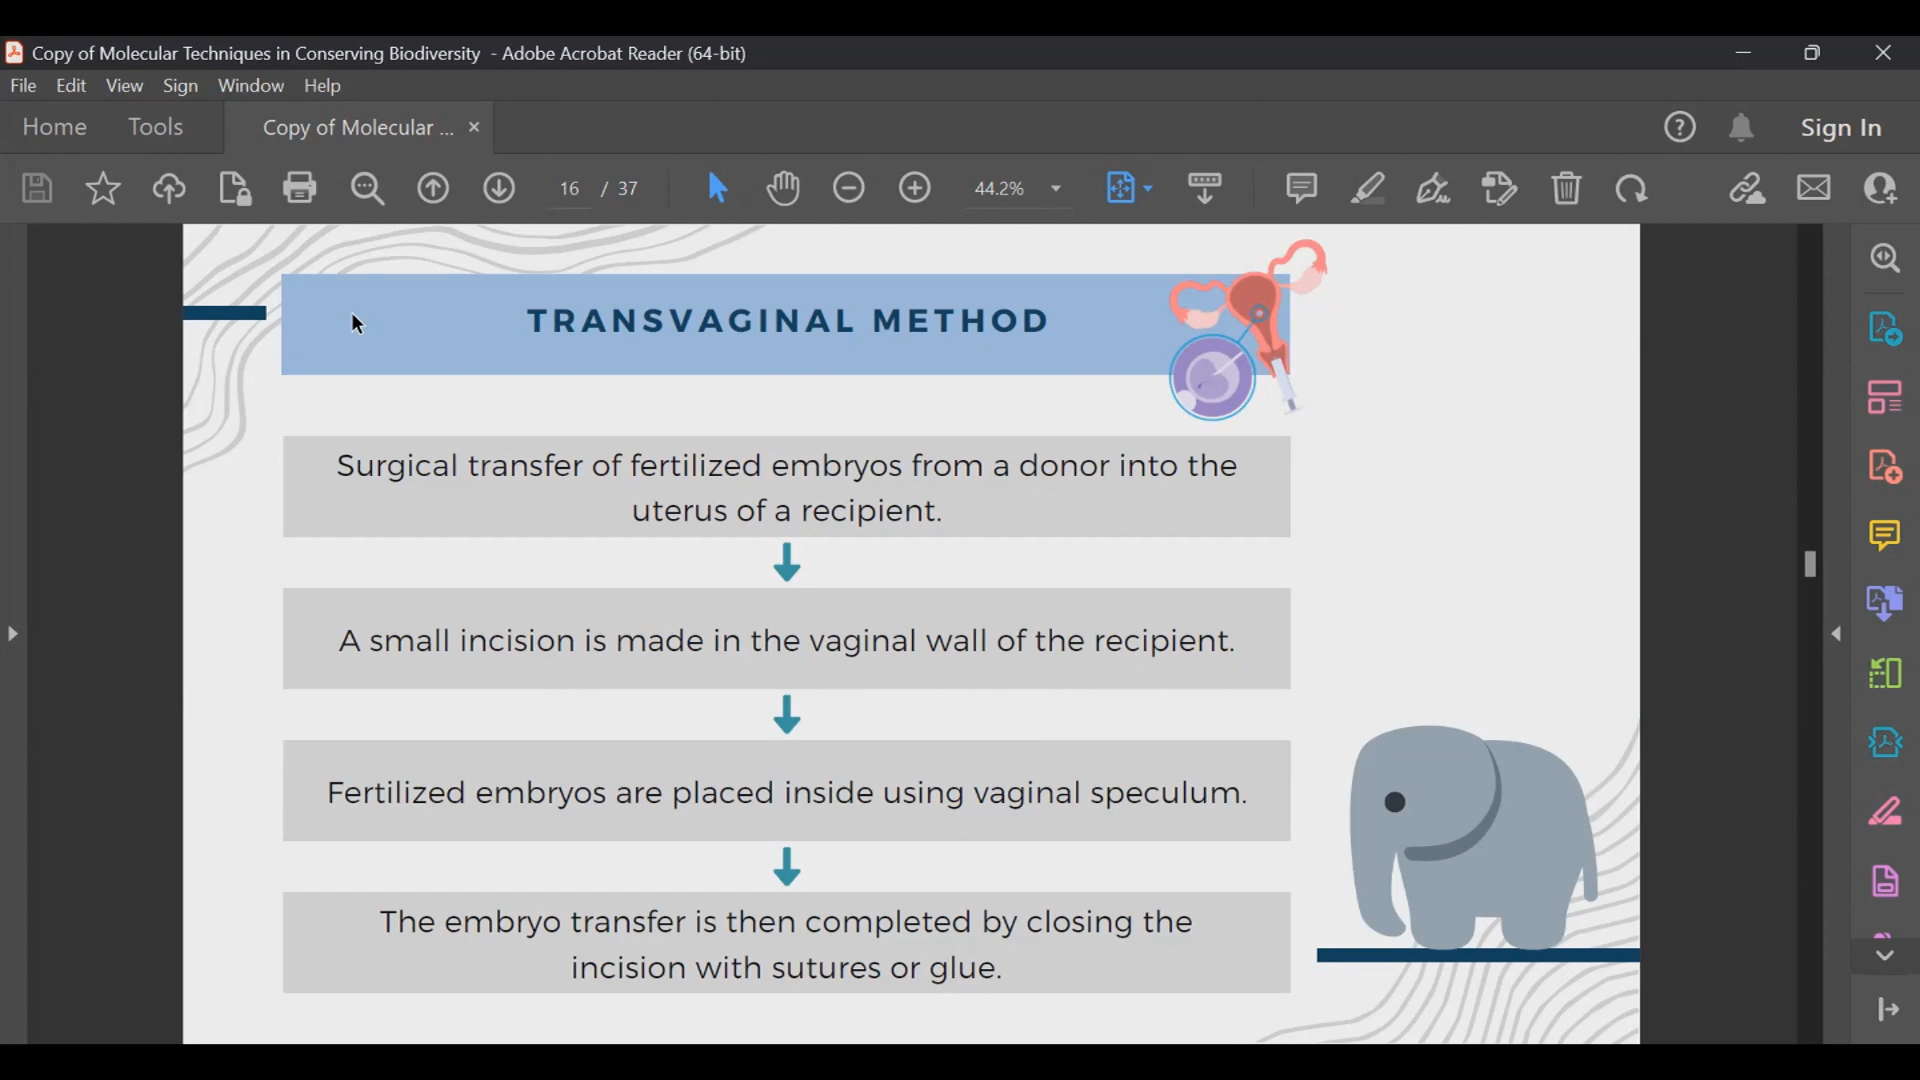 Copy of Molecular Techniques in Conserving Biodiversity - Adobe Acrobat Reader (64-bit)
File Edit View Sign Window Help
Home Tools Copy of Molecular ... Sign In
16 / 37 44.2%
TRANSVAGINAL METHOD
Surgical transfer of fertilized embryos from a donor into the
uterus of a recipient.
A small incision is made in the vaginal wall of the recipient.
Fertilized embryos are placed inside using vaginal speculum.
The embryo transfer is then completed by closing the
incision with sutures or glue.